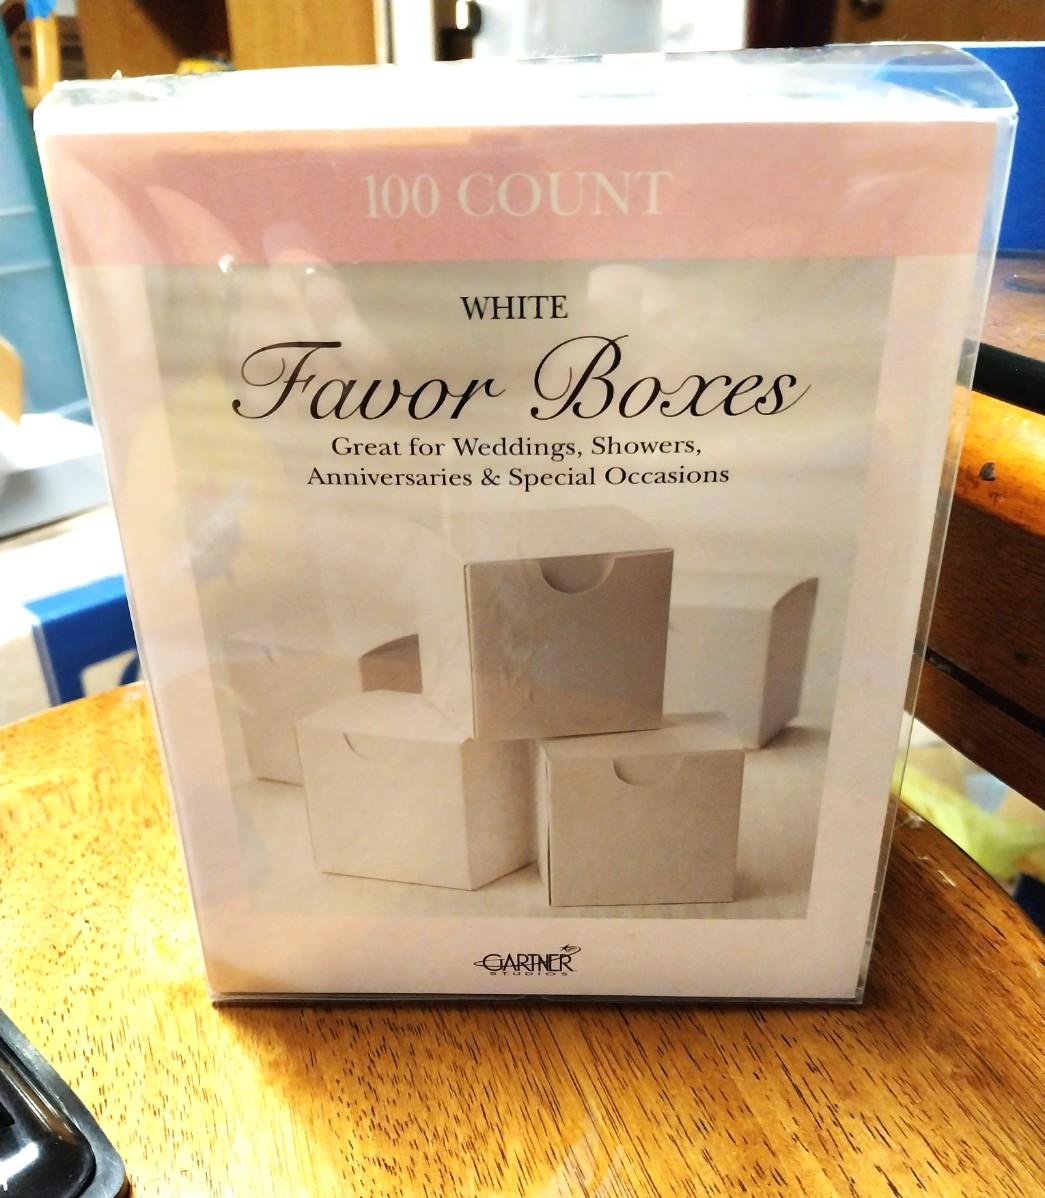 100 COUNT
WHITE
Favor Boxes
Great for Weddings, Showers,
Anniversaries & Special Occasions
GARTNER
STUDIOS